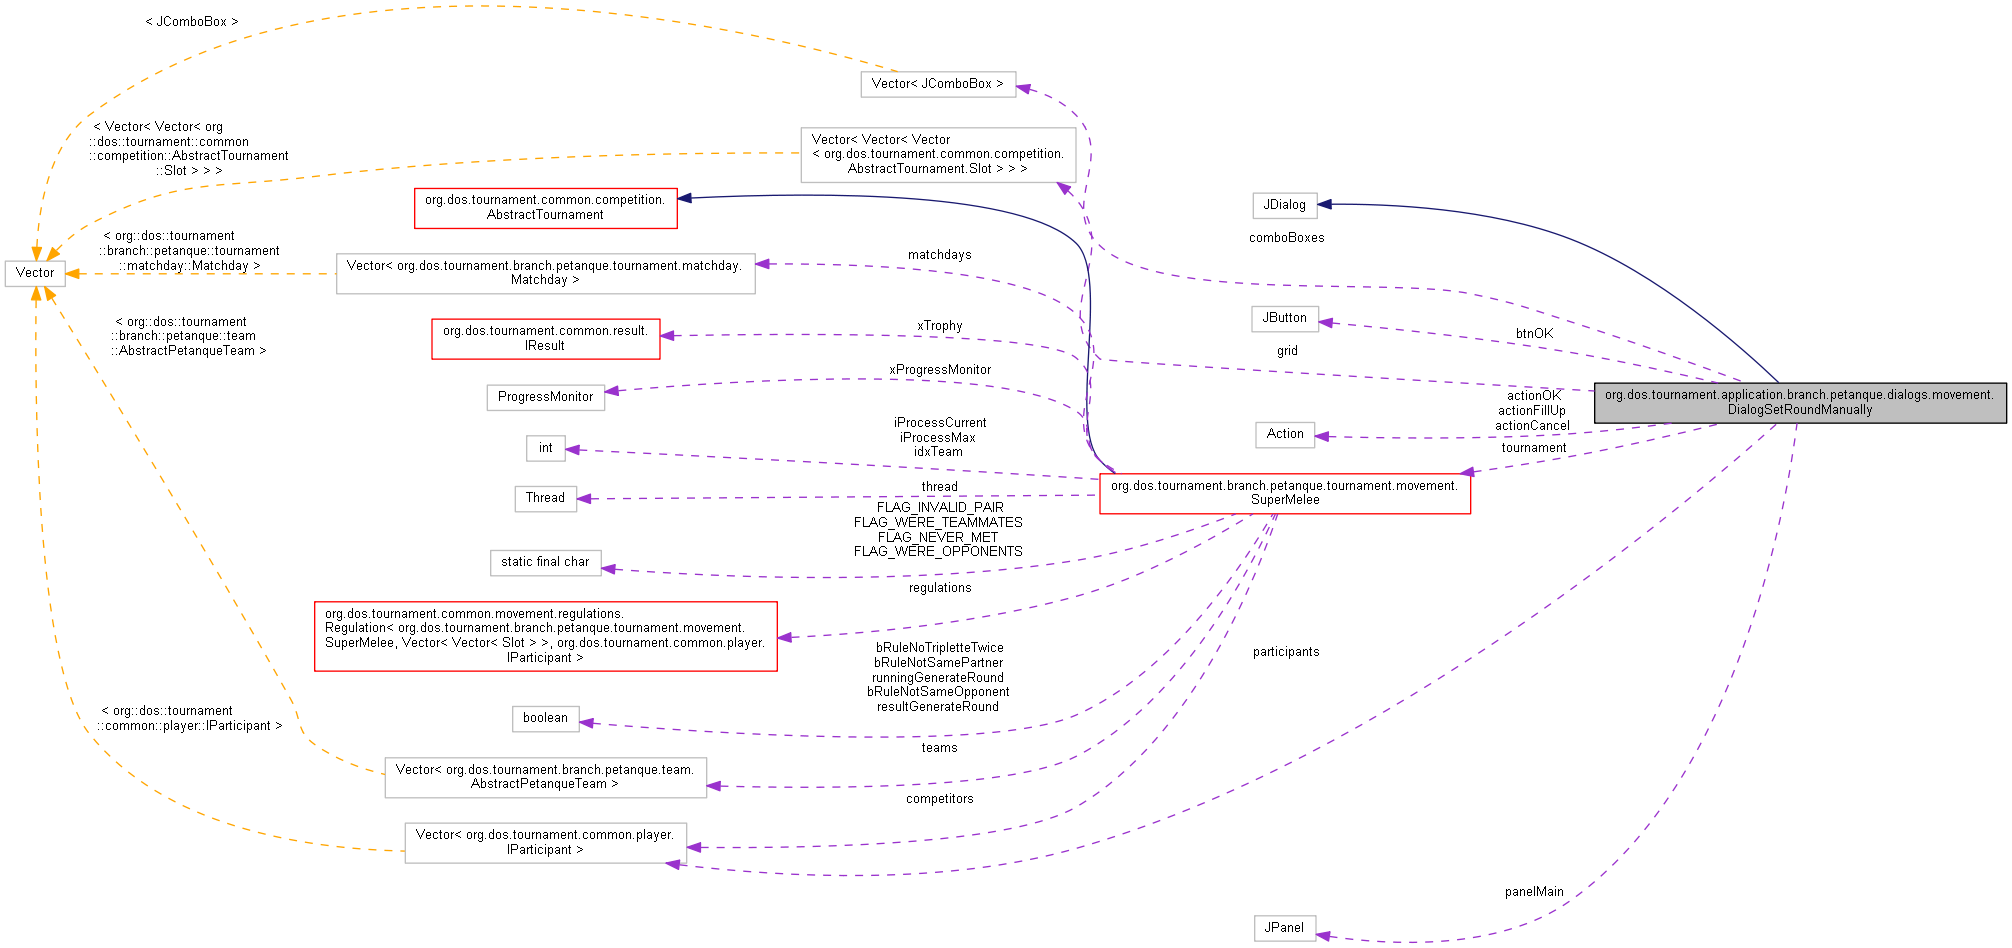 < JComboBox >
Vector< JComboBox >
< Vector< Vector< org
::dos::tournament::common
::competition::AbstractTournament
::Slot > > >
Vector< Vector< Vector
< org.dos.tournament.common.competition.
AbstractTournament.Slot > > >
org.dos.tournament.common.competition.
AbstractTournament
JDialog
comboBoxes
< org::dos::tournament
::branch::petanque::tournament
::matchday::Matchday >
Vector
Vector< org.dos.tournament.branch.petanque.tournament.matchday.
Matchday >
matchdays
< org::dos::tournament
::branch::petanque::team
::AbstractPetanqueTeam >
org.dos.tournament.common.result.
IResult
xTrophy
JButton
btnOK
grid
ProgressMonitor
xProgressMonitor
org.dos.tournament.application.branch.petanque.dialogs.movement.
DialogSetRoundManually
actionOK
actionFillUp
actionCancel
Action
tournament
int
iProcessCurrent
iProcessMax
idxTeam
Thread
thread
org.dos.tournament.branch.petanque.tournament.movement.
SuperMelee
FLAG_INVALID_PAIR
FLAG_WERE_TEAMMATES
FLAG_NEVER_MET
FLAG_WERE_OPPONENTS
static final char
regulations
org.dos.tournament.common.movement.regulations.
Regulation< org.dos.tournament.branch.petanque.tournament.movement.
SuperMelee, Vector< Vector< Slot > >, org.dos.tournament.common.player.
IParticipant >
participants
bRuleNoTripletteTwice
bRuleNotSamePartner
runningGenerateRound
bRuleNotSameOpponent
resultGenerateRound
boolean
< org::dos::tournament
::common::player::IParticipant >
teams
Vector< org.dos.tournament.branch.petanque.team.
AbstractPetanqueTeam >
competitors
Vector< org.dos.tournament.common.player.
IParticipant >
panelMain
JPanel